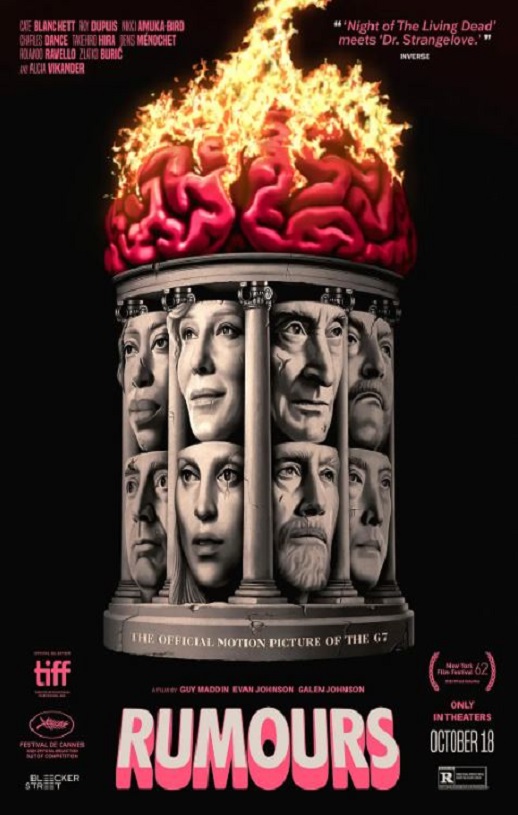 CATE BLANCHETT ROY DUPUIS NIKKI AMUKA-BIRD
CHARLES DANCE TAKEHIRO HIRA DENIS MÉNOCHET
ROLANDO RAVELLO ZLATKO BURIĆ
AND ALICIA VIKANDER
"'Night of The Living Dead'
meets 'Dr. Strangelove.'"
INVERSE
THE OFFICIAL MOTION PICTURE OF THE G7
OFFICIAL SELECTION
tiff
New York
Film Festival 62
FESTIVAL DE CANNES
OUT OF COMPETITION
A FILM BY GUY MADDIN EVAN JOHNSON GALEN JOHNSON
RUMOURS
ONLY
IN THEATERS
OCTOBER 18
BLEECKER
STREET
R